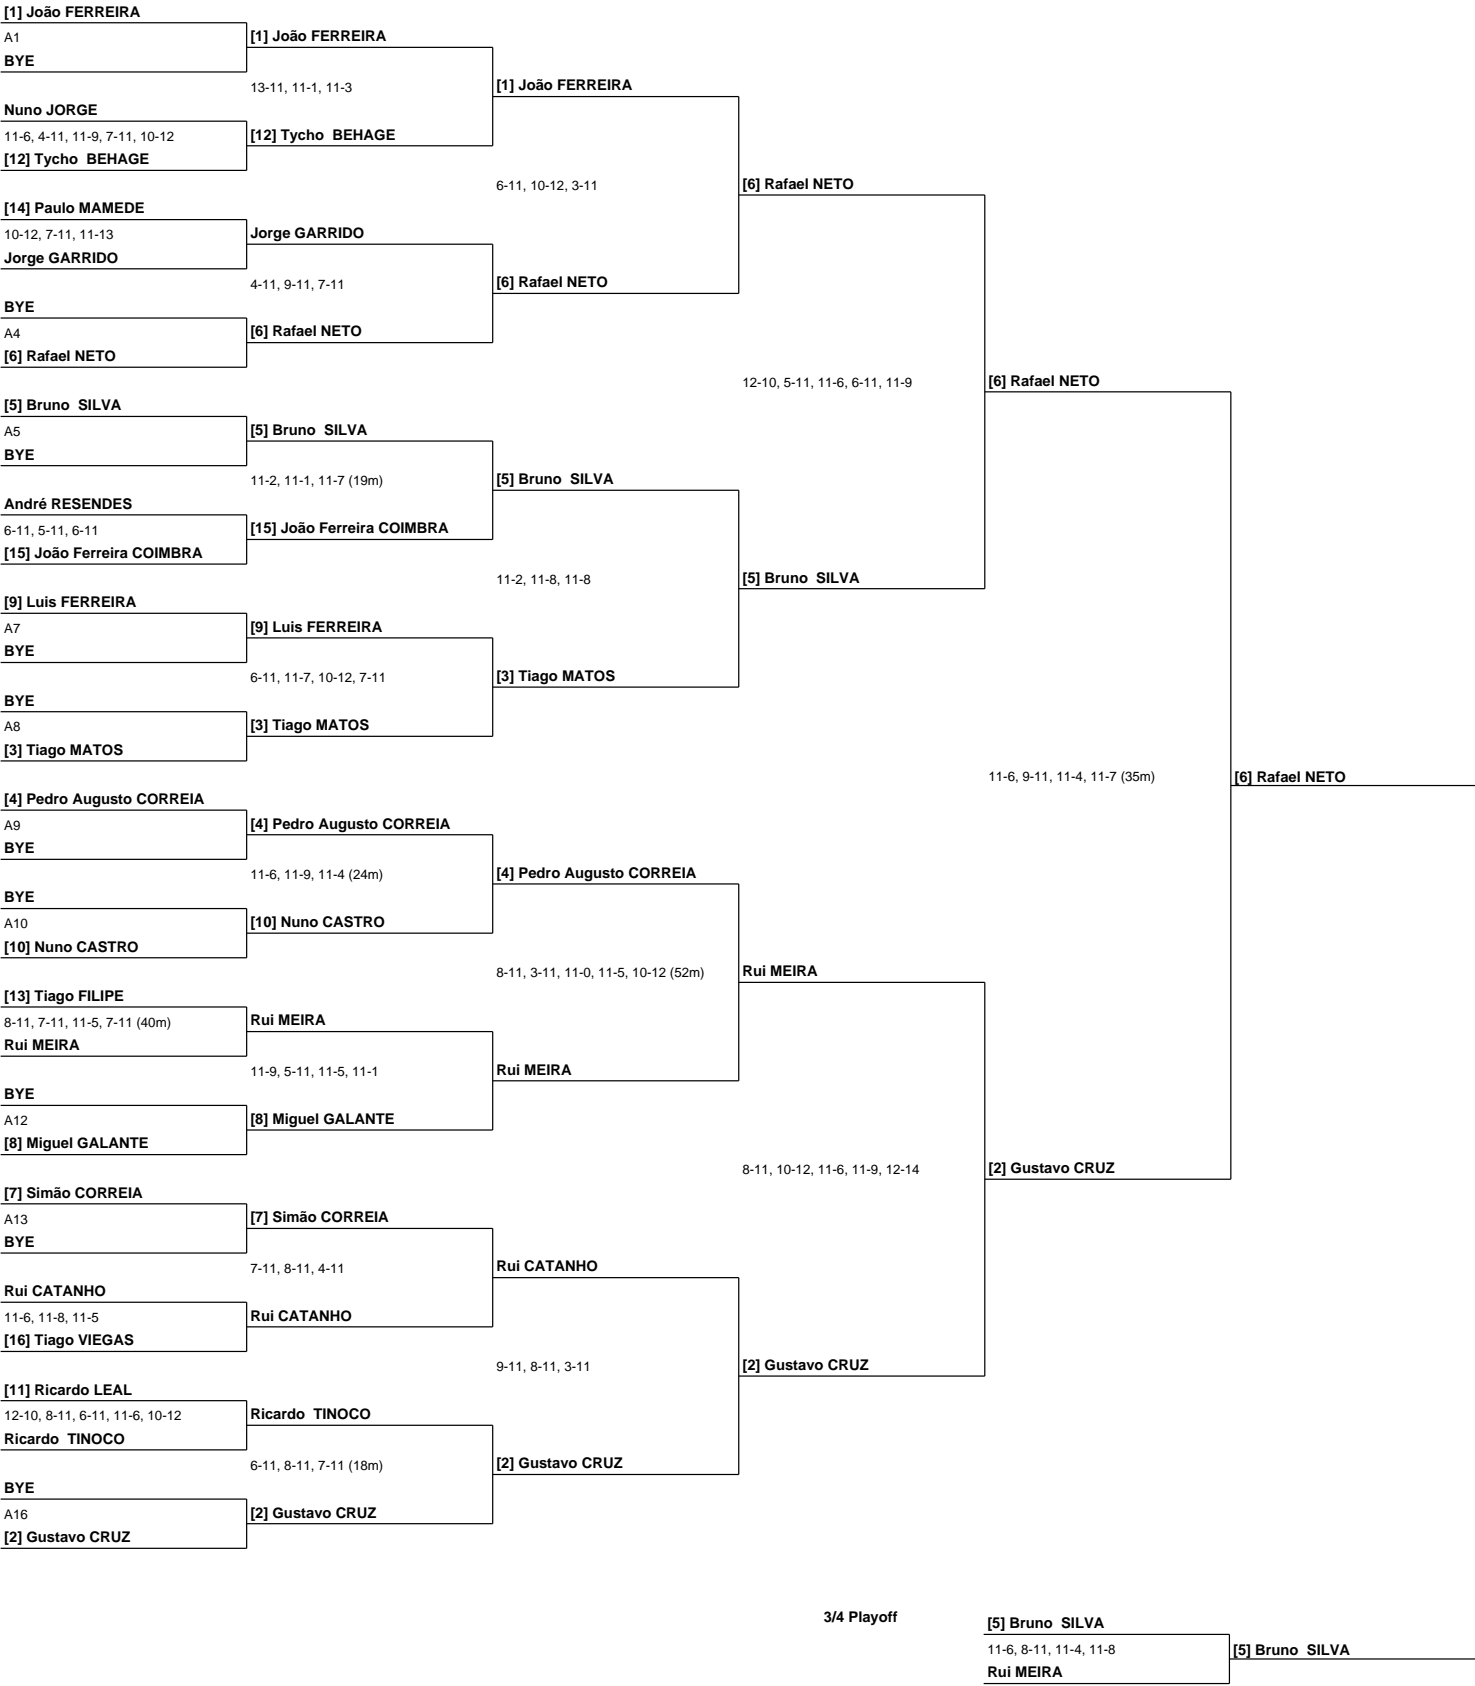 [1] João FERREIRA
A1
BYE
Nuno JORGE
11-6, 4-11, 11-9, 7-11, 10-12
[12] Tycho BEHAGE
[14] Paulo MAMEDE
10-12, 7-11, 11-13
Jorge GARRIDO
BYE
A4
[6] Rafael NETO
[5] Bruno SILVA
A5
BYE
André RESENDES
6-11, 5-11, 6-11
[15] João Ferreira COIMBRA
[9] Luis FERREIRA
A7
BYE
BYE
A8
[3] Tiago MATOS
[4] Pedro Augusto CORREIA
A9
BYE
BYE
A10
[10] Nuno CASTRO
[13] Tiago FILIPE
8-11, 7-11, 11-5, 7-11 (40m)
Rui MEIRA
BYE
A12
[8] Miguel GALANTE
[7] Simão CORREIA
A13
BYE
Rui CATANHO
11-6, 11-8, 11-5
[16] Tiago VIEGAS
[11] Ricardo LEAL
12-10, 8-11, 6-11, 11-6, 10-12
Ricardo TINOCO
BYE
A16
[2] Gustavo CRUZ
[1] João FERREIRA
13-11, 11-1, 11-3
[12] Tycho BEHAGE
Jorge GARRIDO
4-11, 9-11, 7-11
[6] Rafael NETO
[5] Bruno SILVA
11-2, 11-1, 11-7 (19m)
[15] João Ferreira COIMBRA
[9] Luis FERREIRA
6-11, 11-7, 10-12, 7-11
[3] Tiago MATOS
[4] Pedro Augusto CORREIA
11-6, 11-9, 11-4 (24m)
[10] Nuno CASTRO
Rui MEIRA
11-9, 5-11, 11-5, 11-1
[8] Miguel GALANTE
[7] Simão CORREIA
7-11, 8-11, 4-11
Rui CATANHO
Ricardo TINOCO
6-11, 8-11, 7-11 (18m)
[2] Gustavo CRUZ
[1] João FERREIRA
6-11, 10-12, 3-11
[6] Rafael NETO
[5] Bruno SILVA
11-2, 11-8, 11-8
[3] Tiago MATOS
[4] Pedro Augusto CORREIA
8-11, 3-11, 11-0, 11-5, 10-12 (52m)
Rui MEIRA
Rui CATANHO
9-11, 8-11, 3-11
[2] Gustavo CRUZ
[6] Rafael NETO
12-10, 5-11, 11-6, 6-11, 11-9
[5] Bruno SILVA
Rui MEIRA
8-11, 10-12, 11-6, 11-9, 12-14
[2] Gustavo CRUZ
[6] Rafael NETO
11-6, 9-11, 11-4, 11-7 (35m)
[2] Gustavo CRUZ
[6] Rafael NETO
3/4 Playoff
[5] Bruno SILVA
11-6, 8-11, 11-4, 11-8
Rui MEIRA
[5] Bruno SILVA